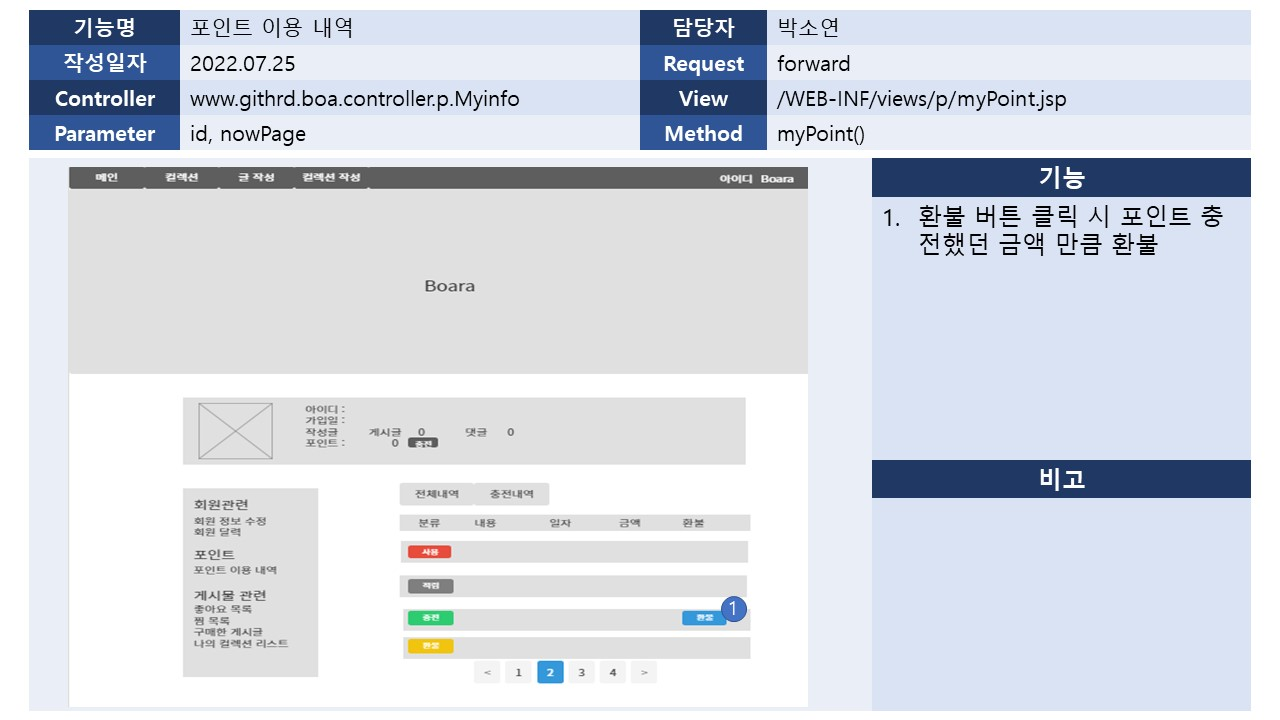 기능명 포인트 이용 내역 담당자 박소연
작성일자 2022.07.25 Request forward
Controller www.githrd.boa.controller.p.Myinfo View /WEB-INF/views/p/myPoint.jsp
Parameter id, nowPage Method myPoint()
메인 컬렉션 글 작성 컬렉션 작성 아이디 Boara
Boara
아이디 :
가입일 :
작성글 게시글 0 댓글 0
포인트 : 0 충전
회원관련
회원 정보 수정
회원 달력
포인트
포인트 이용 내역
게시물 관련
좋아요 목록
찜 목록
구매한 게시글
나의 컬렉션 리스트
전체내역 충전내역
분류 내용 일자 금액 환불
사용
적립
충전 환불 1
환불
< 1 2 3 4 >
기능
1. 환불 버튼 클릭 시 포인트 충
전했던 금액 만큼 환불
비고